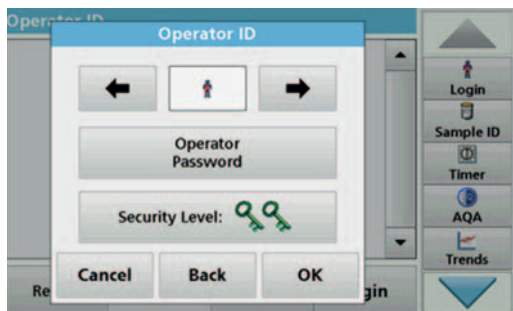 Operator ID
Operator ID
Login
Sample ID
Timer
AQA
Trends
Operator
Password
Security Level:
Cancel
Back
OK